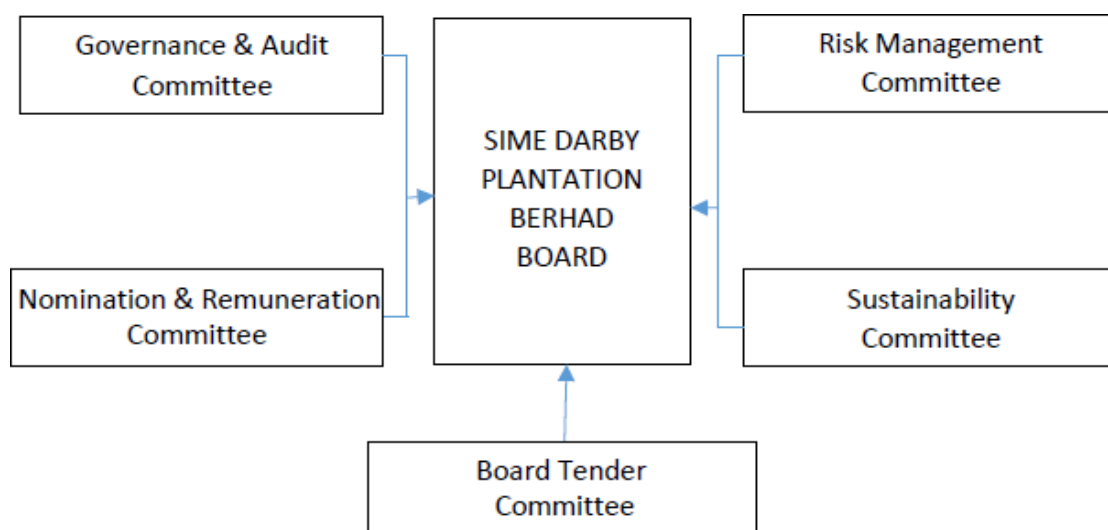 Governance & Audit
Committee
Risk Management
Committee
SIME DARBY
PLANTATION
BERHAD
BOARD
Nomination & Remuneration
Committee
Sustainability
Committee
Board Tender
Committee